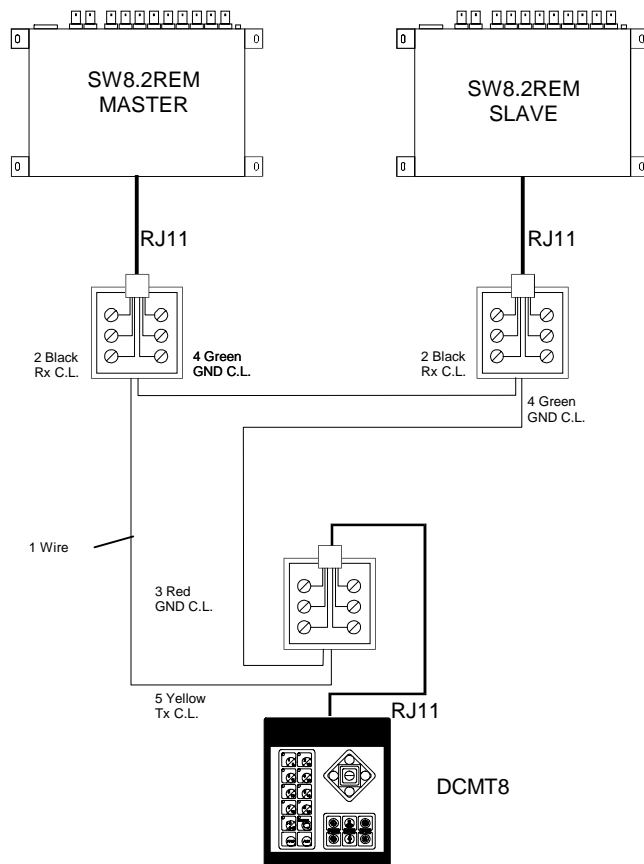 SW8.2REM
MASTER
SW8.2REM
SLAVE
RJ11
RJ11
2 Black
Rx C.L.
4 Green
GND C.L.
2 Black
Rx C.L.
4 Green
GND C.L.
1 Wire
3 Red
GND C.L.
5 Yellow
Tx C.L.
RJ11
DCMT8